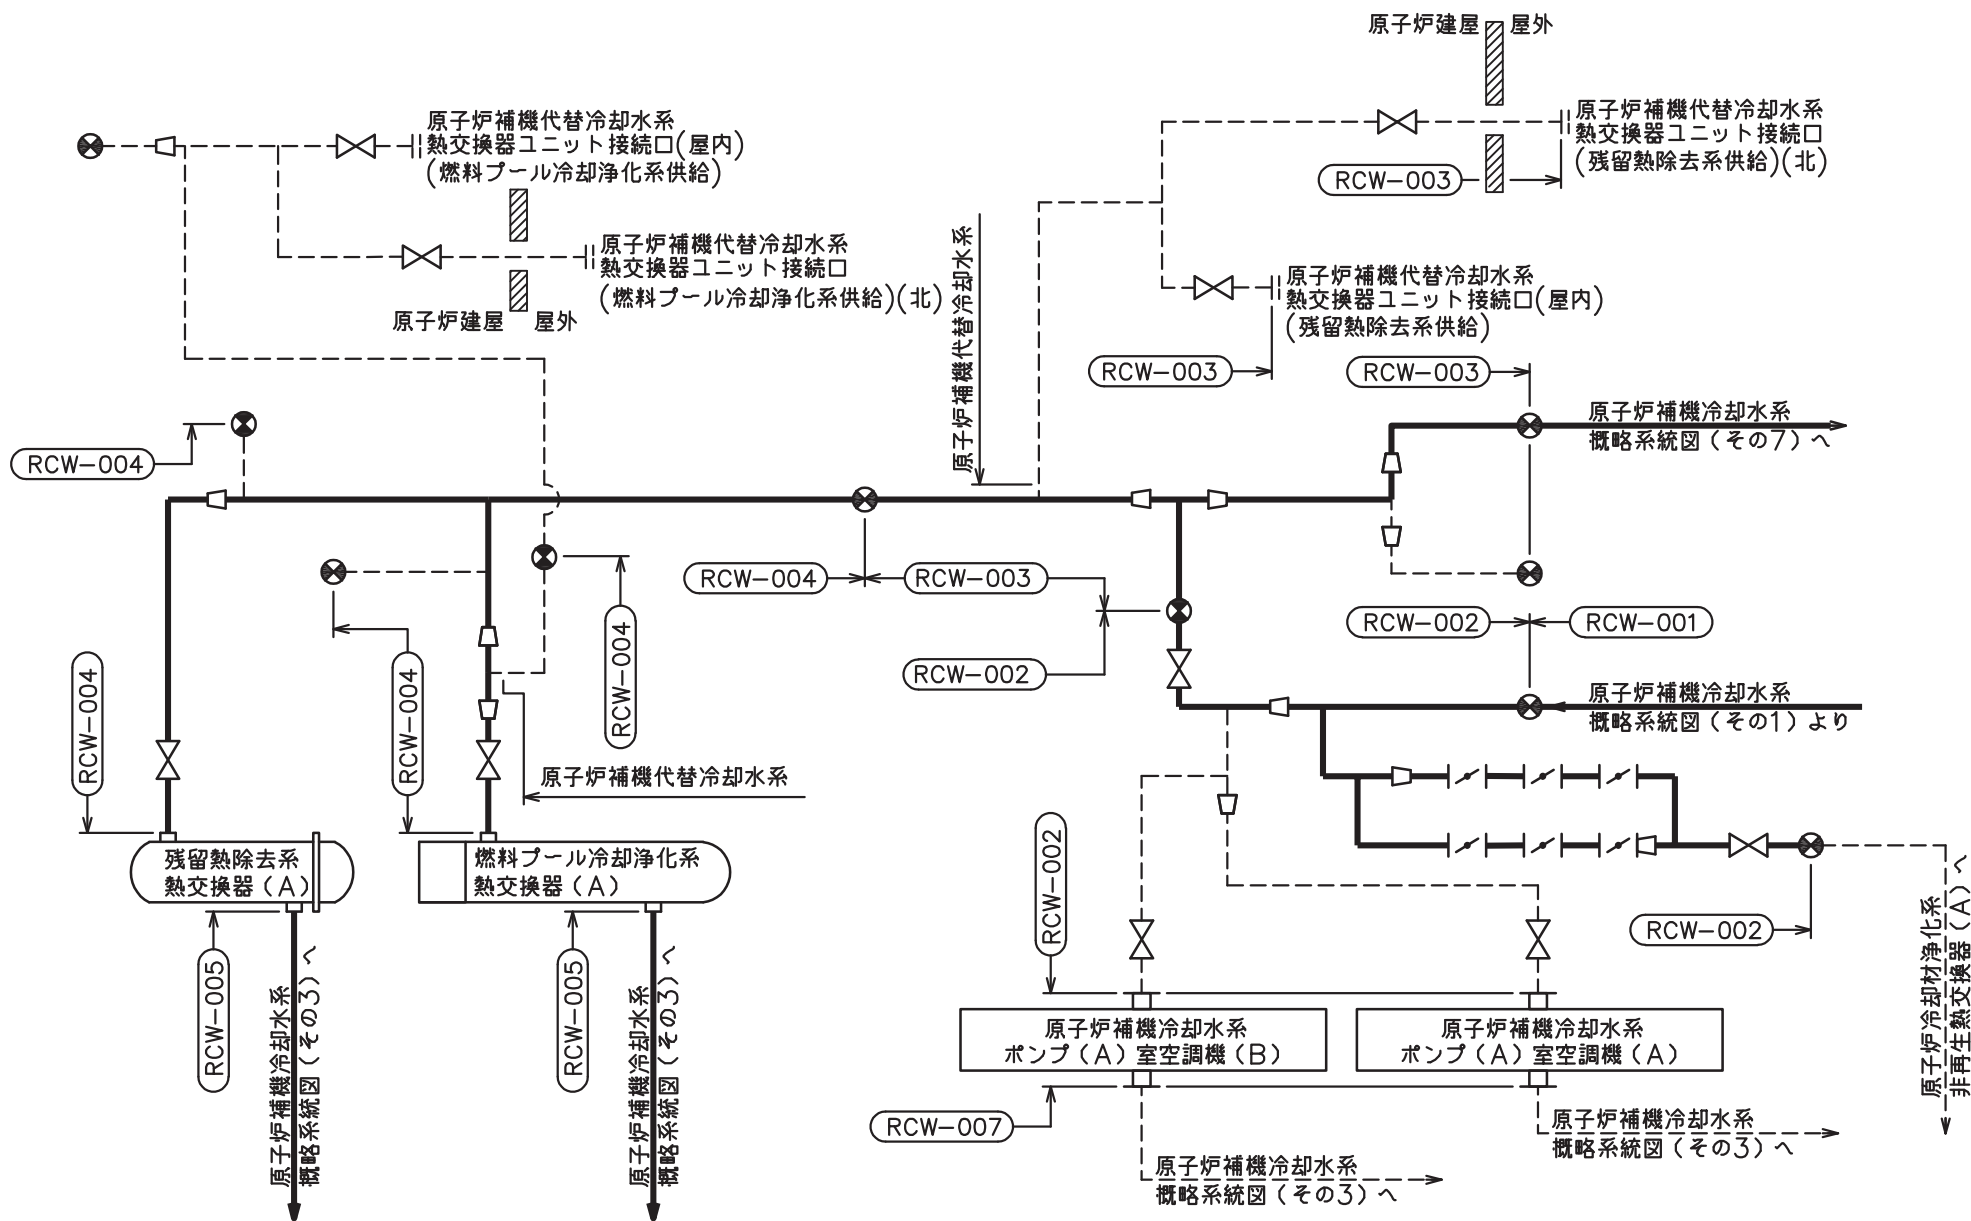 原子炉建屋 屋外
原子炉補機代替冷却水系
熱交換器ユニット接続口(屋内)
(燃料プール冷却浄化系供給)
原子炉補機代替冷却水系
熱交換器ユニット接続口
(残留熱除去系供給)(北)
RCW-003
原子炉補機代替冷却水系
熱交換器ユニット接続口
(燃料プール冷却浄化系供給)(北)
原子炉建屋 屋外
原子炉補機代替冷却水系
原子炉補機代替冷却水系
熱交換器ユニット接続口(屋内)
(残留熱除去系供給)
RCW-003
RCW-003
原子炉補機冷却水系
概略系統図(その7)へ
RCW-004
RCW-004
RCW-003
RCW-002
RCW-002
RCW-001
原子炉補機冷却水系
概略系統図(その1)より
RCW-004
RCW-004
RCW-004
原子炉補機代替冷却水系
残留熱除去系
熱交換器(A)
燃料プール冷却浄化系
熱交換器(A)
RCW-002
RCW-002
原子炉冷却材浄化系
非再生熱交換器(A)へ
RCW-005
原子炉補機冷却水系
概略系統図(その3)へ
RCW-005
原子炉補機冷却水系
概略系統図(その3)へ
原子炉補機冷却水系
ポンプ(A)室空調機(B)
原子炉補機冷却水系
ポンプ(A)室空調機(A)
RCW-007
原子炉補機冷却水系
概略系統図(その3)へ
原子炉補機冷却水系
概略系統図(その3)へ